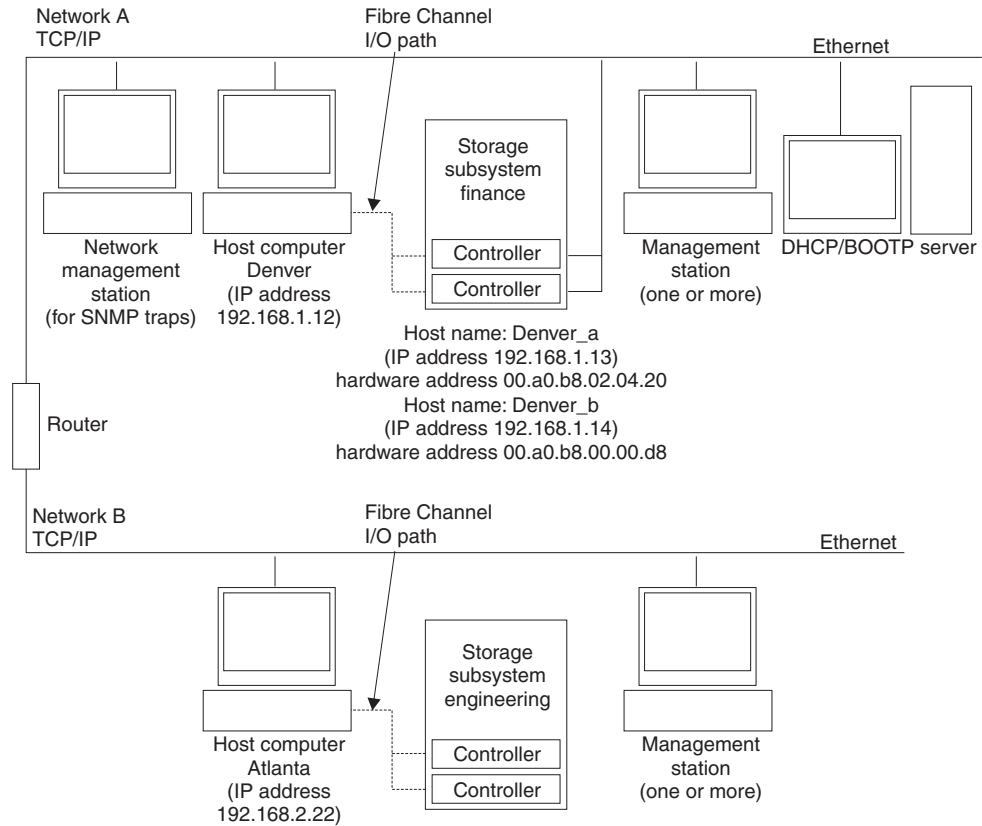 Network A
TCP/IP
Fibre Channel
I/O path
Ethernet
Storage
subsystem
finance
Controller
Controller
Network
management
station
(for SNMP traps)
Host computer
Denver
(IP address
192.168.1.12)
Management
station
(one or more)
DHCP/BOOTP server
Host name: Denver_a
(IP address 192.168.1.13)
hardware address 00.a0.b8.02.04.20
Host name: Denver_b
(IP address 192.168.1.14)
hardware address 00.a0.b8.00.00.d8
Router
Network B
TCP/IP
Fibre Channel
I/O path
Ethernet
Storage
subsystem
engineering
Controller
Controller
Host computer
Atlanta
(IP address
192.168.2.22)
Management
station
(one or more)